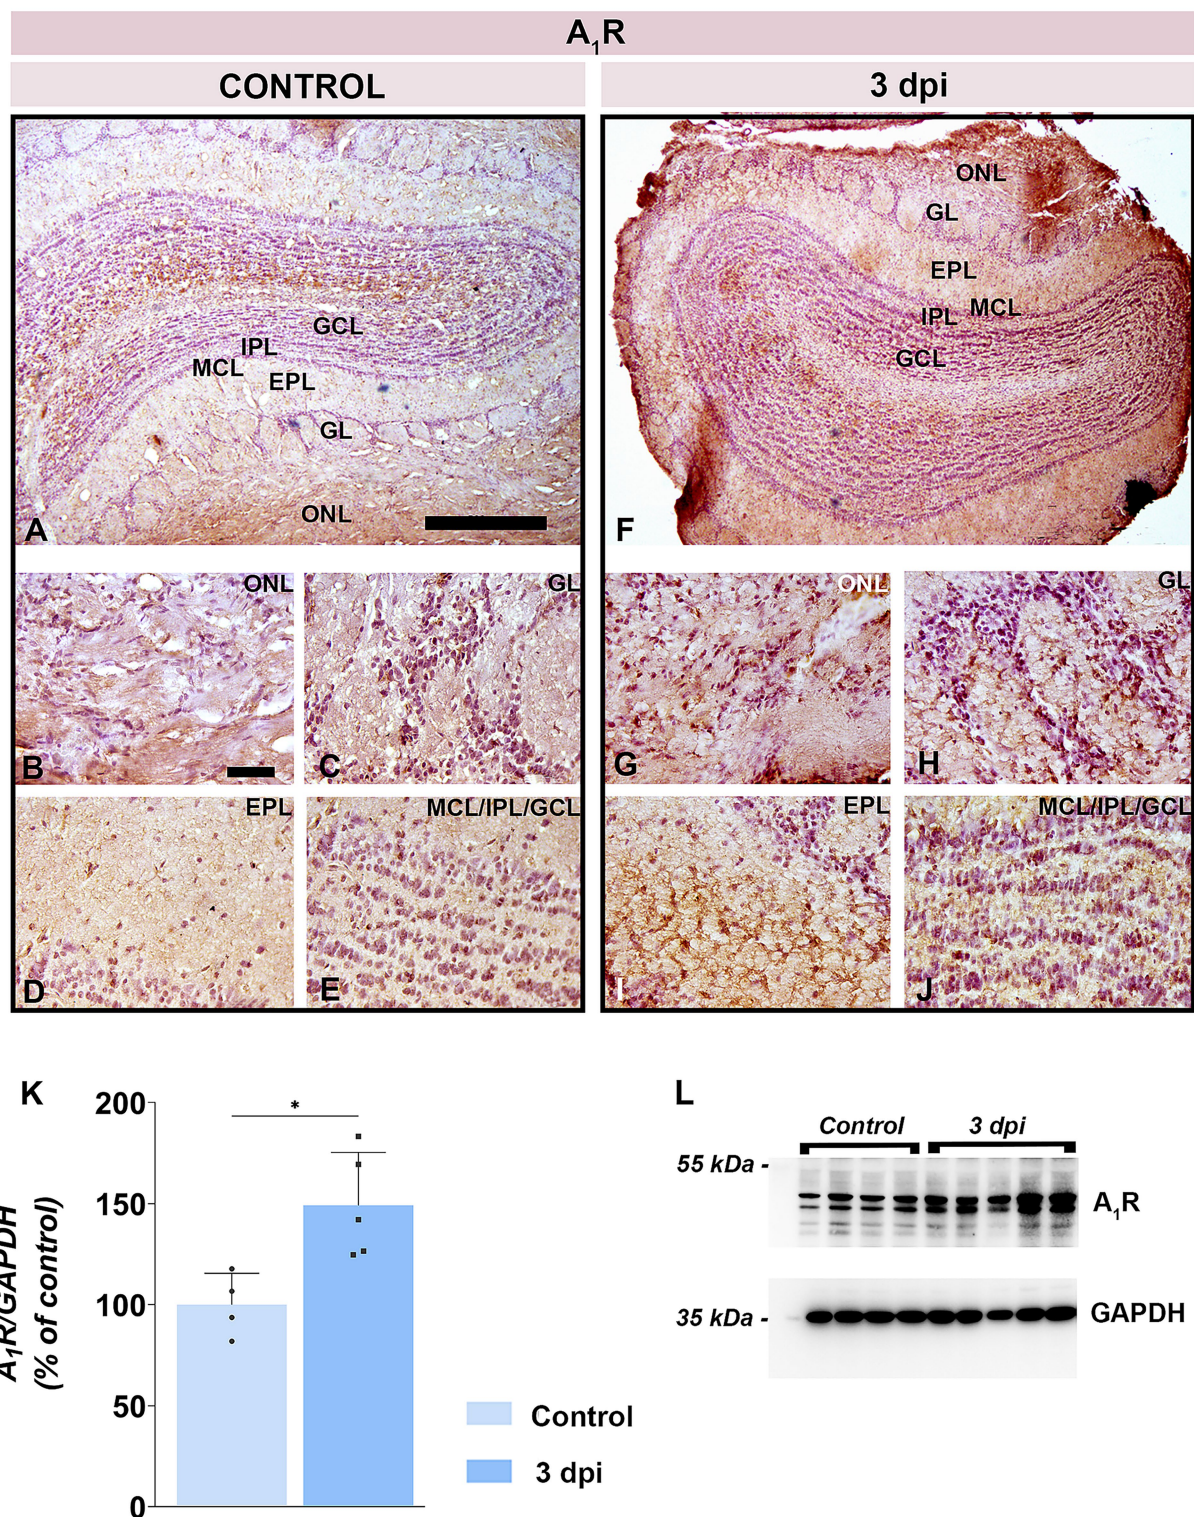 A₁R
CONTROL
3 dpi
GCL
IPL
MCL
EPL
GL
ONL
A
ONL
GL
EPL
IPL
MCL
GCL
F
ONL
B
GL
C
EPL
D
MCL/IPL/GCL
E
ONL
G
GL
H
EPL
I
MCL/IPL/GCL
J
K
A₁R/GAPDH
(% of control)
200
150
100
50
0
*
Control
3 dpi
L
Control
3 dpi
55 kDa -
A₁R
35 kDa -
GAPDH